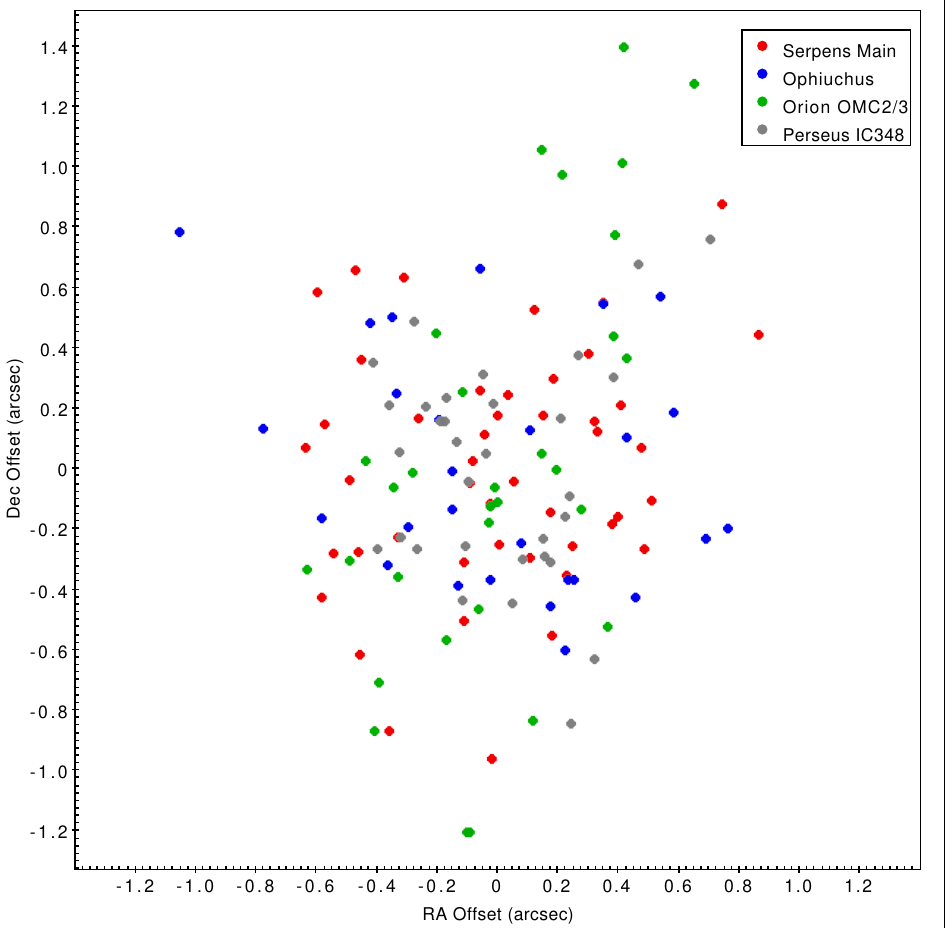 Serpens Main
Ophiuchus
Orion OMC2/3
Perseus IC348
1.4
1.2
1.0
0.8
0.6
0.4
0.2
0
-0.2
-0.4
-0.6
-0.8
-1.0
-1.2
Dec Offset (arcsec)
-1.2 -1.0 -0.8 -0.6 -0.4 -0.2 0 0.2 0.4 0.6 0.8 1.0 1.2
RA Offset (arcsec)